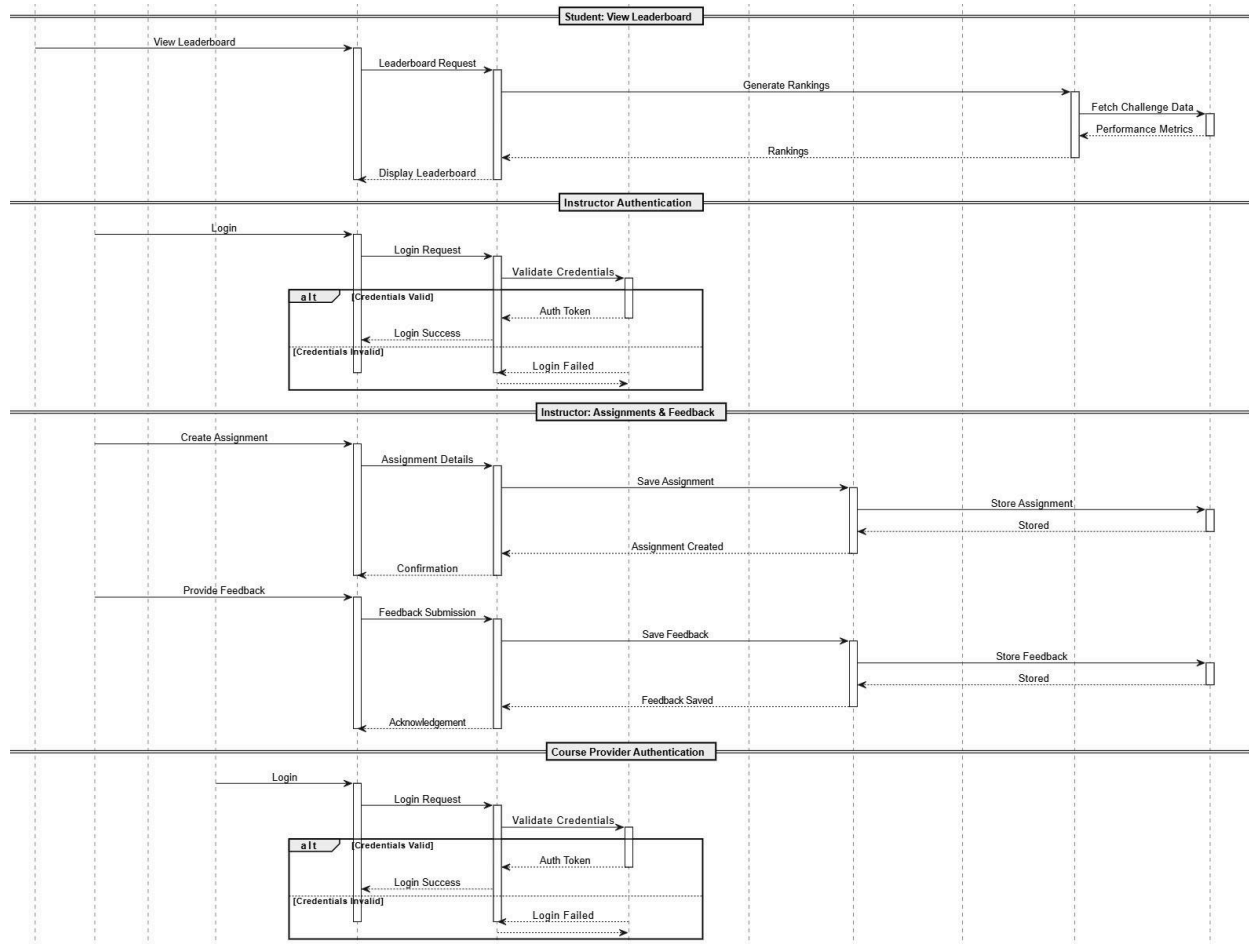 Student: View Leaderboard
View Leaderboard
Leaderboard Request
Generate Rankings
Fetch Challenge Data
Performance Metrics
Rankings
Display Leaderboard
Instructor Authentication
Login
Login Request
Validate Credentials
alt [Credentials Valid]
Auth Token
Login Success
[Credentials Invalid]
Login Failed
Instructor: Assignments & Feedback
Create Assignment
Assignment Details
Save Assignment
Store Assignment
Stored
Assignment Created
Confirmation
Provide Feedback
Feedback Submission
Save Feedback
Store Feedback
Stored
Feedback Saved
Acknowledgement
Course Provider Authentication
Login
Login Request
Validate Credentials
alt [Credentials Valid]
Auth Token
Login Success
[Credentials Invalid]
Login Failed